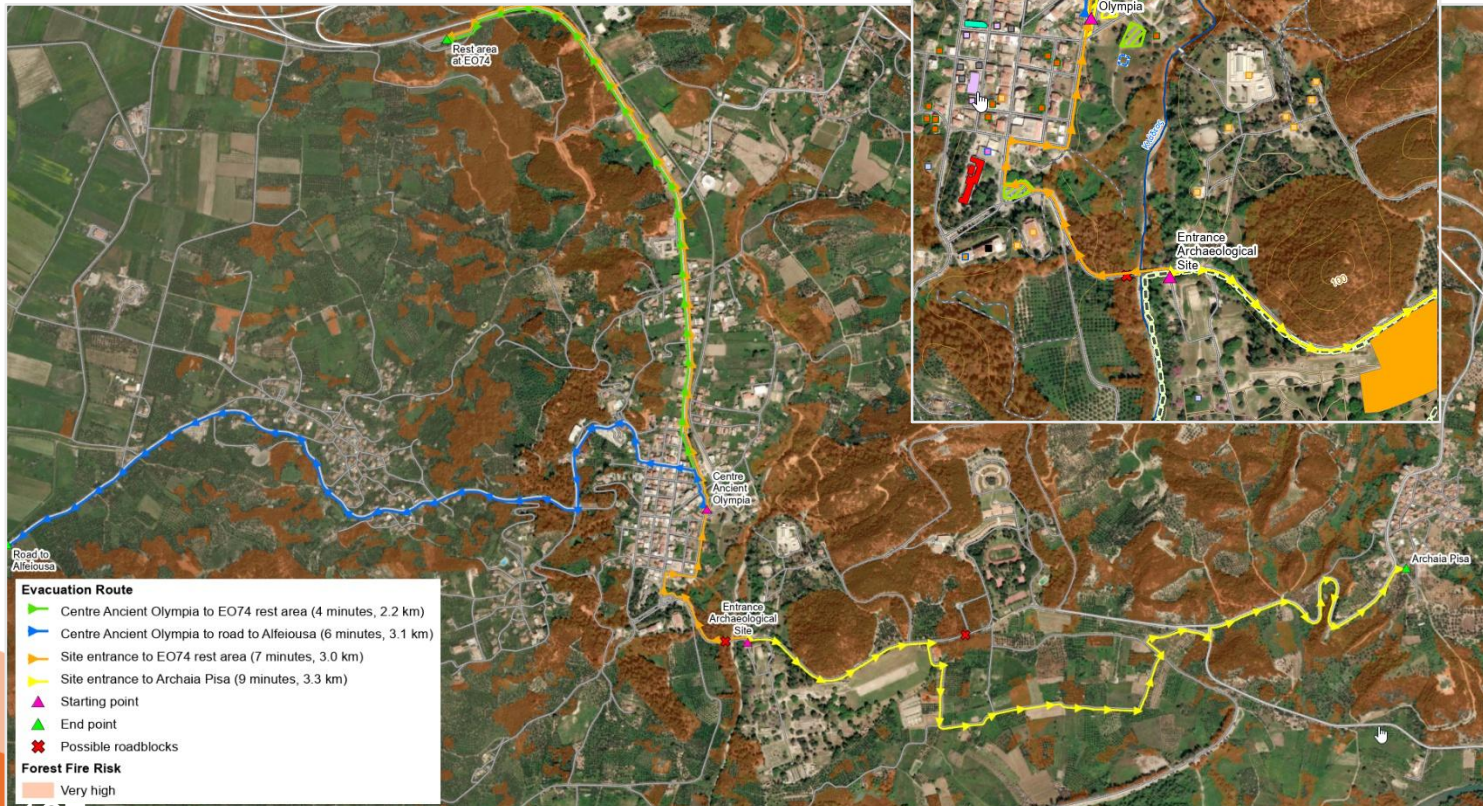 Rest area
at EO74
Olympia
Κλάδεος
Entrance
Archaeological
Site
100
Centre
Ancient
Olympia
Road to
Alfeiousa
Entrance
Archaeological
Site
Archaia Pisa
Evacuation Route
Centre Ancient Olympia to EO74 rest area (4 minutes, 2.2 km)
Centre Ancient Olympia to road to Alfeiousa (6 minutes, 3.1 km)
Site entrance to EO74 rest area (7 minutes, 3.0 km)
Site entrance to Archaia Pisa (9 minutes, 3.3 km)
Starting point
End point
Possible roadblocks
Forest Fire Risk
Very high